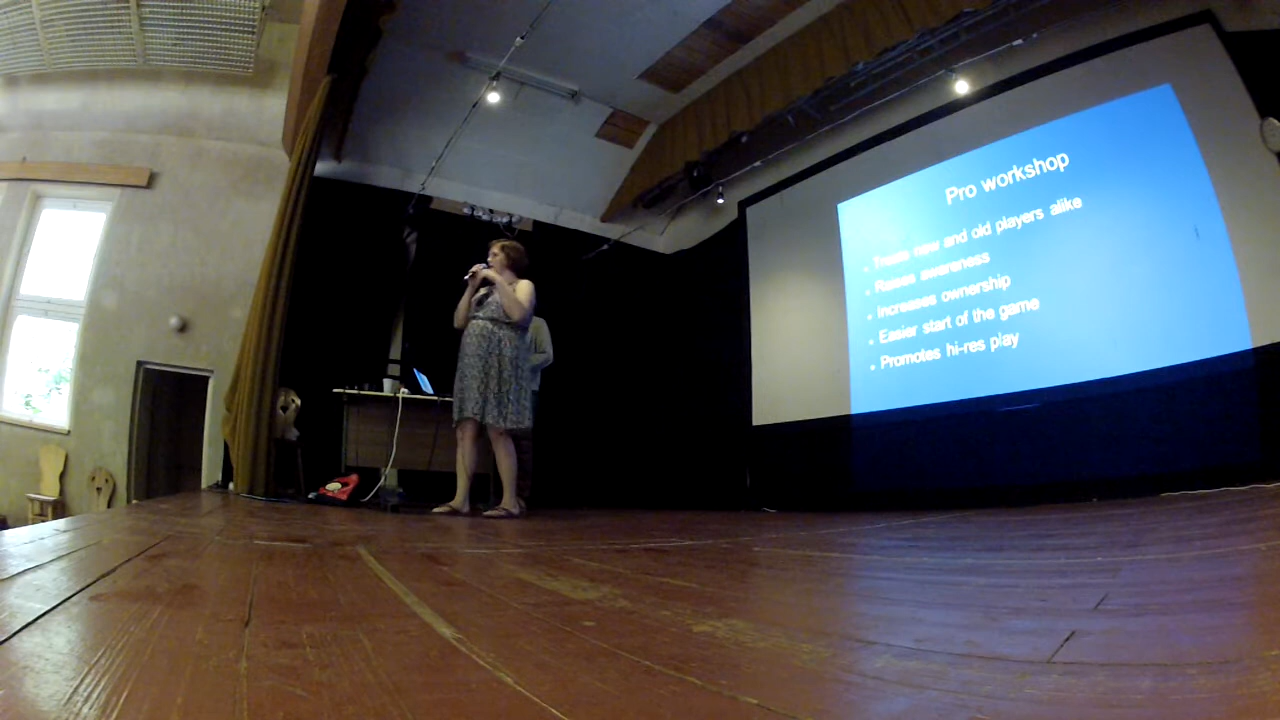 Pro workshop
• Treats new and old players alike
• Raises awareness
• Increases ownership
• Easier start of the game
• Promotes hi-res play